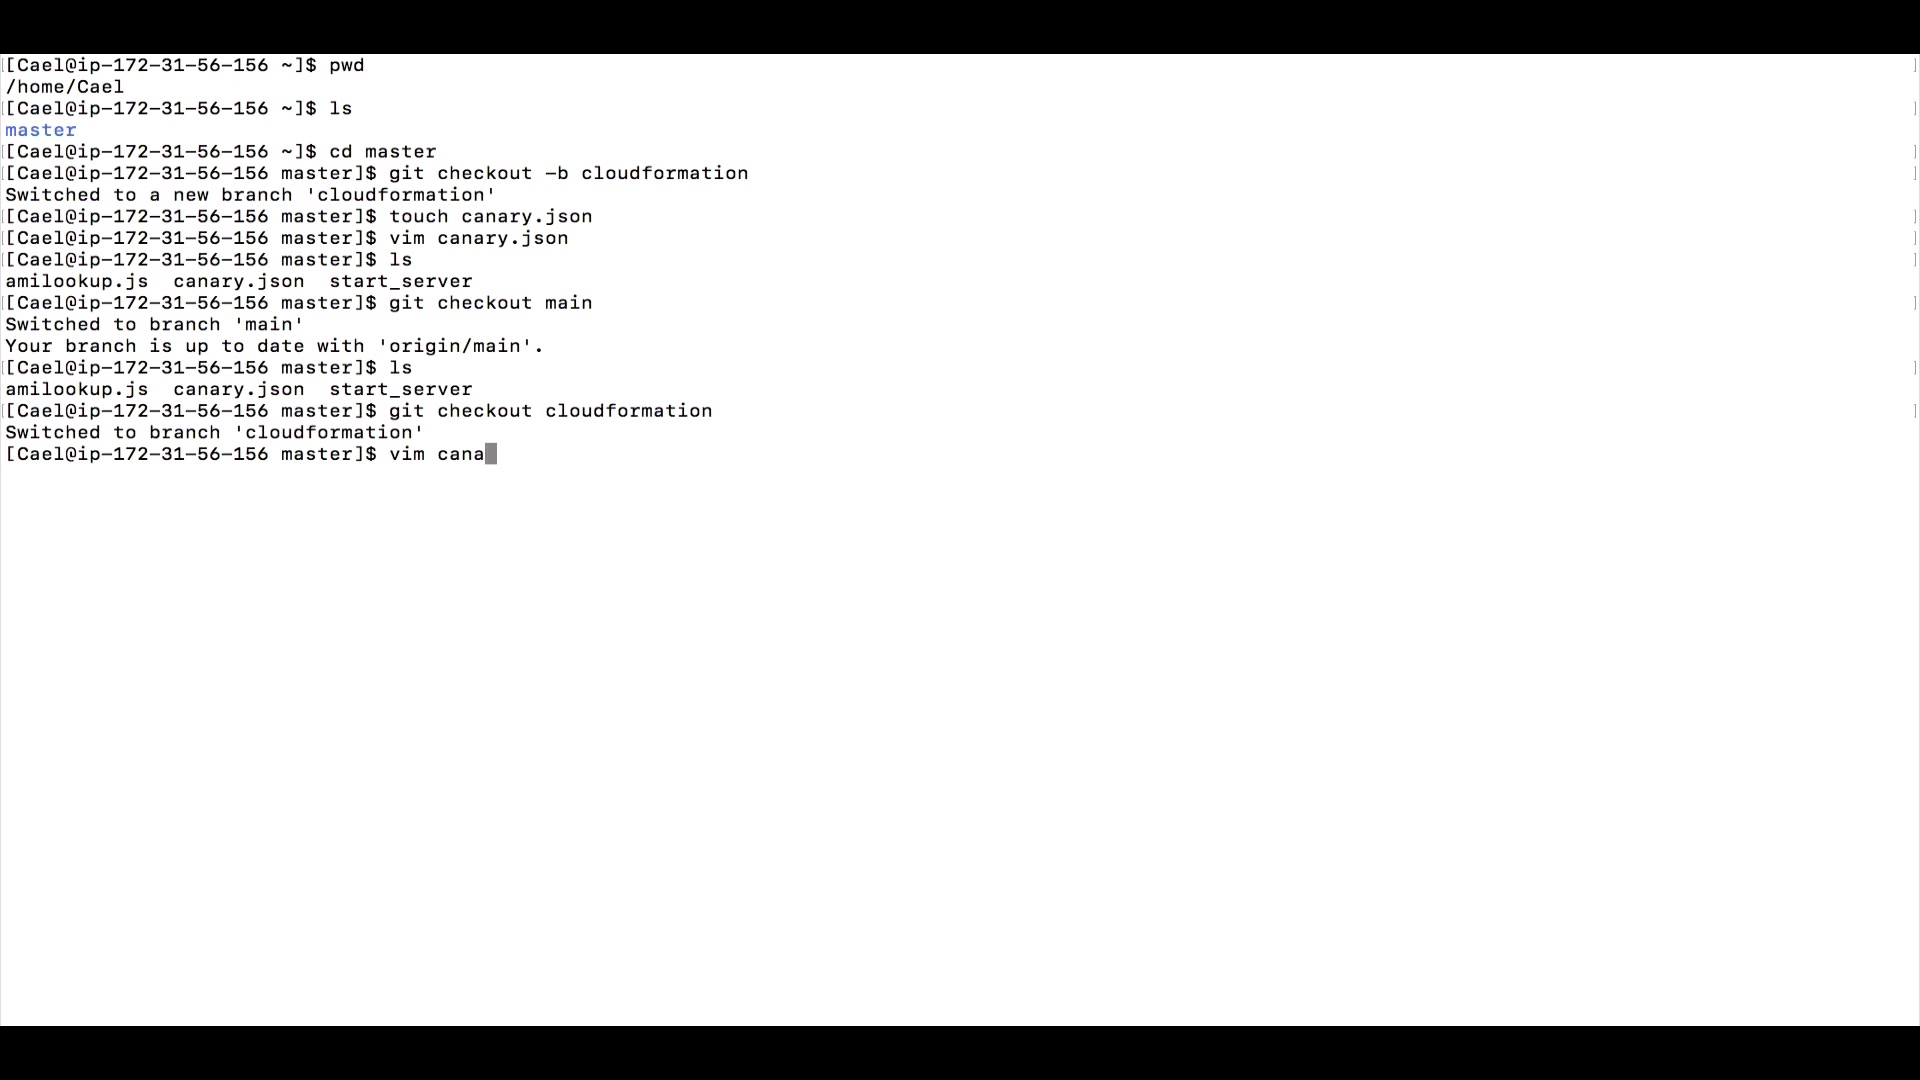 [[Cael@ip-172-31-56-156 ~]$ pwd ]
/home/Cael
[[Cael@ip-172-31-56-156 ~]$ ls ]
master
[[Cael@ip-172-31-56-156 ~]$ cd master ]
[[Cael@ip-172-31-56-156 master]$ git checkout -b cloudformation ]
Switched to a new branch 'cloudformation'
[[Cael@ip-172-31-56-156 master]$ touch canary.json ]
[[Cael@ip-172-31-56-156 master]$ vim canary.json ]
[[Cael@ip-172-31-56-156 master]$ ls ]
amilookup.js  canary.json  start_server
[[Cael@ip-172-31-56-156 master]$ git checkout main ]
Switched to branch 'main'
Your branch is up to date with 'origin/main'.
[[Cael@ip-172-31-56-156 master]$ ls ]
amilookup.js  canary.json  start_server
[[Cael@ip-172-31-56-156 master]$ git checkout cloudformation ]
Switched to branch 'cloudformation'
[Cael@ip-172-31-56-156 master]$ vim cana